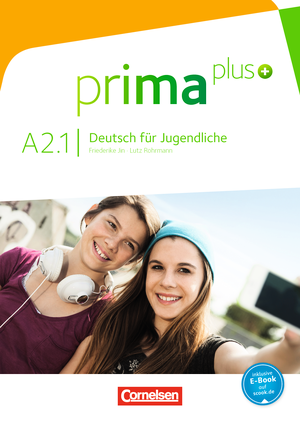 prima plus +
A2.1 Deutsch für Jugendliche
Friederike Jin · Lutz Rohrmann
Inklusive
E-Book
auf
scook.de
Cornelsen